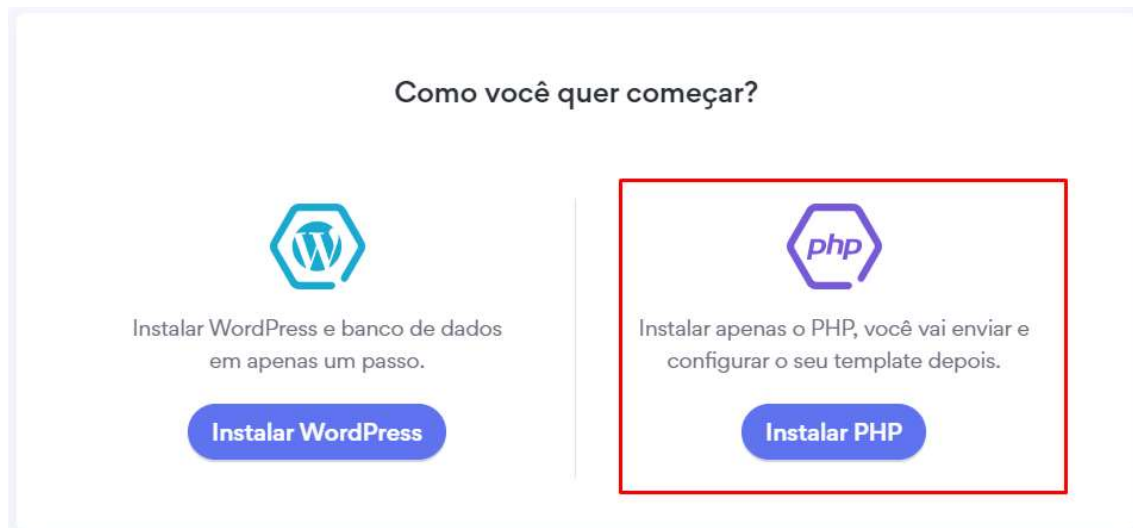 Como você quer começar?
php
Instalar WordPress e banco de dados
em apenas um passo.
Instalar WordPress
Instalar apenas o PHP, você vai enviar e
configurar o seu template depois.
Instalar PHP